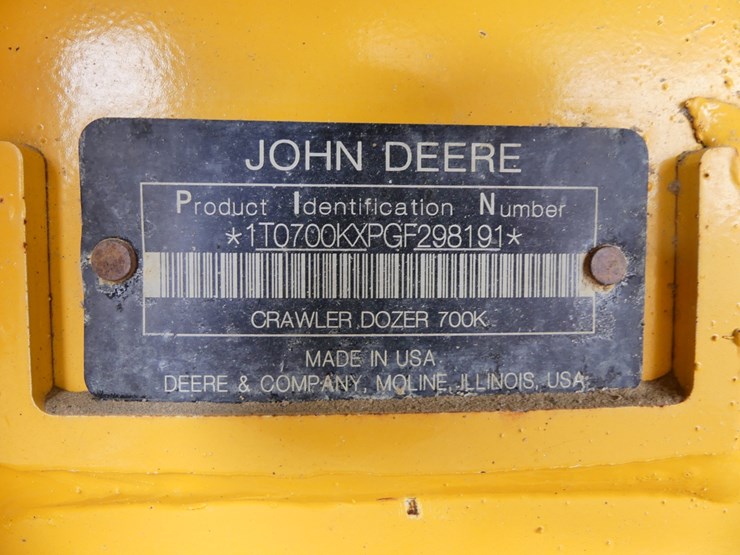 JOHN DEERE
Product Identification Number
*1T0700KXPGF298191*
CRAWLER DOZER 700K
MADE IN USA
DEERE & COMPANY, MOLINE, ILLINOIS, USA